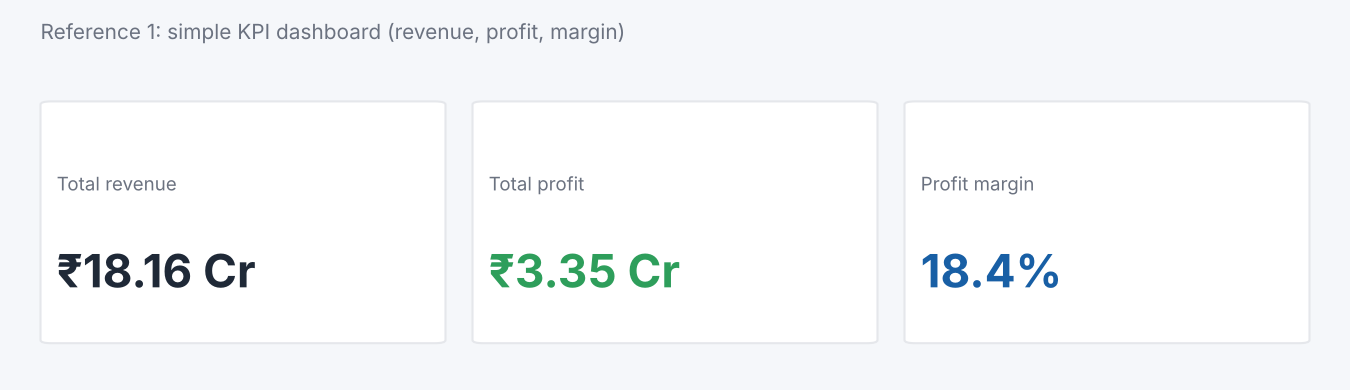 Reference 1: simple KPI dashboard (revenue, profit, margin)
Total revenue
₹18.16 Cr
Total profit
₹3.35 Cr
Profit margin
18.4%